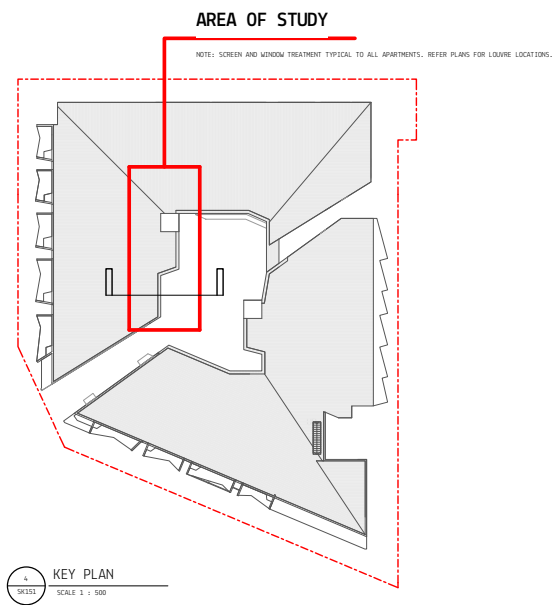 AREA OF STUDY
NOTE: SCREEN AND WINDOW TREATMENT TYPICAL TO ALL APARTMENTS. REFER PLANS FOR LOUVRE LOCATIONS.
4
SK151
KEY PLAN
SCALE 1 : 500